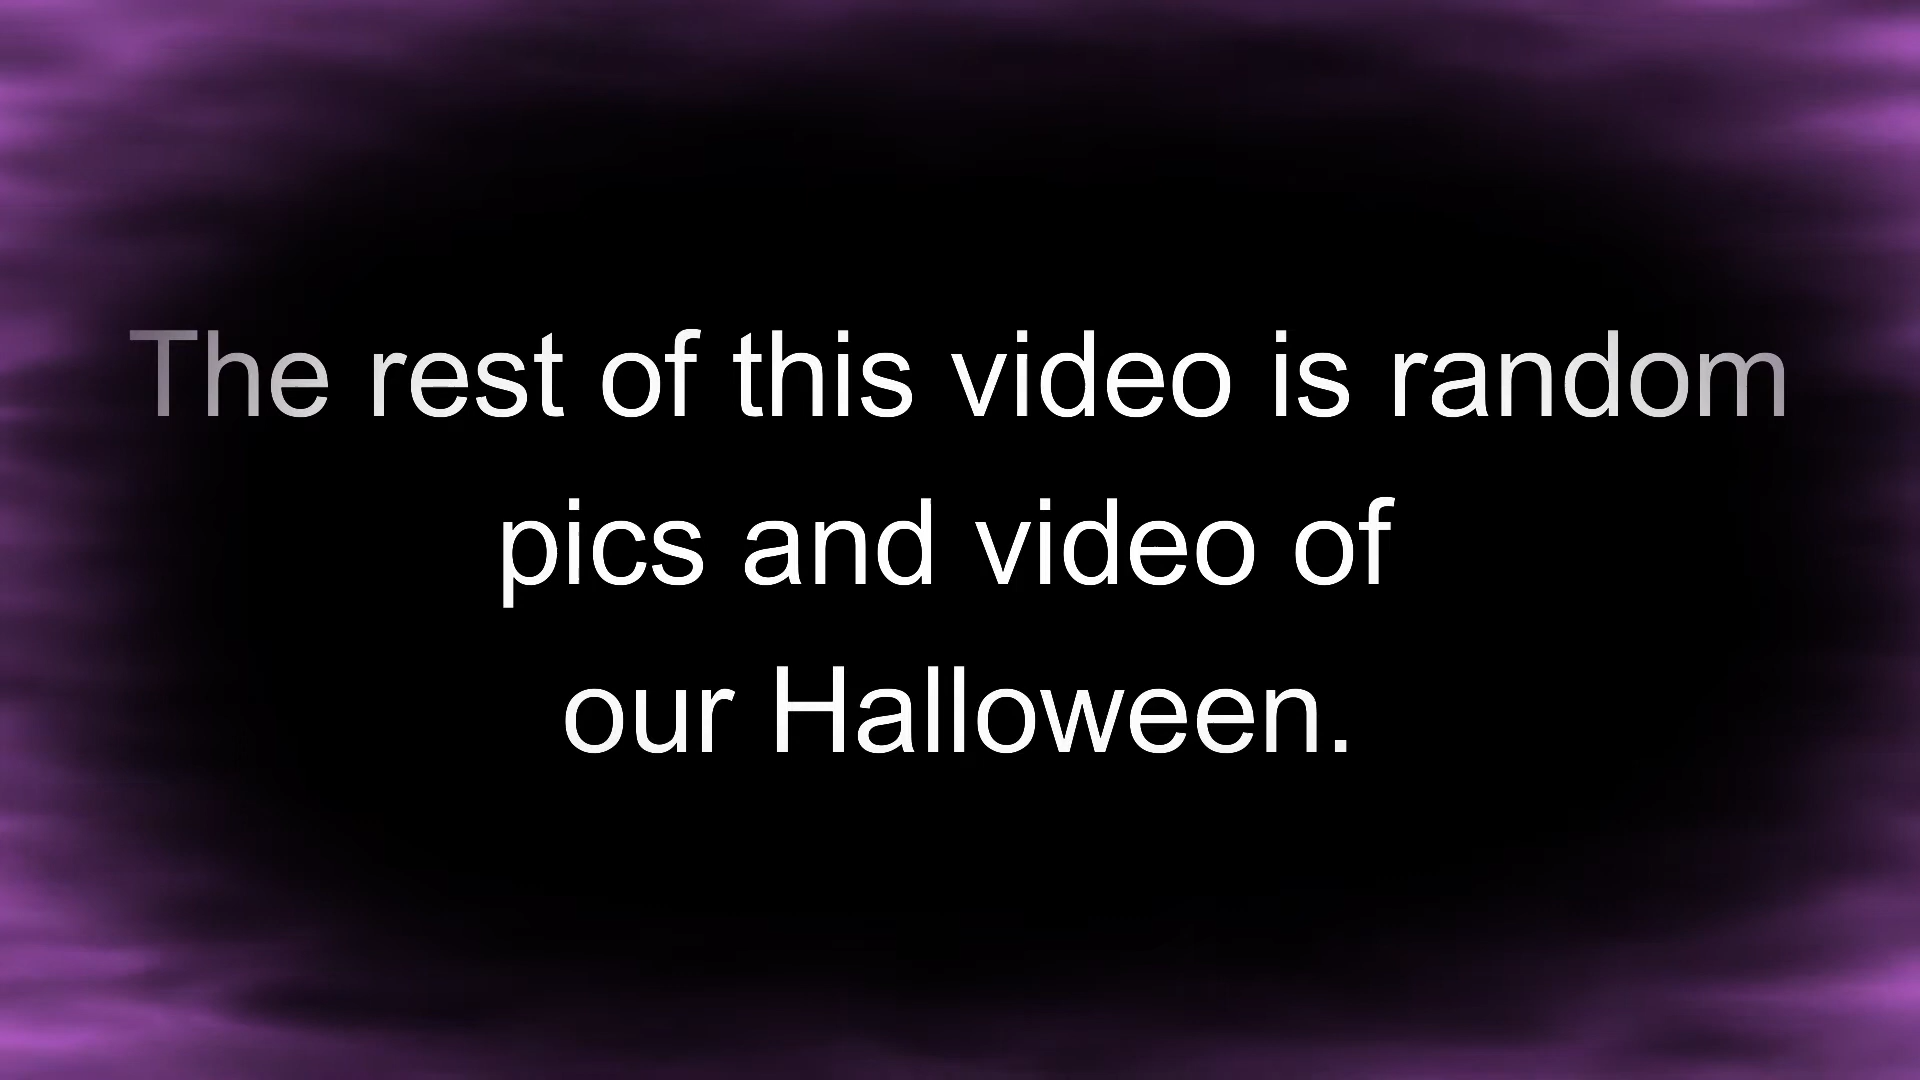 The rest of this video is random
pics and video of
our Halloween.